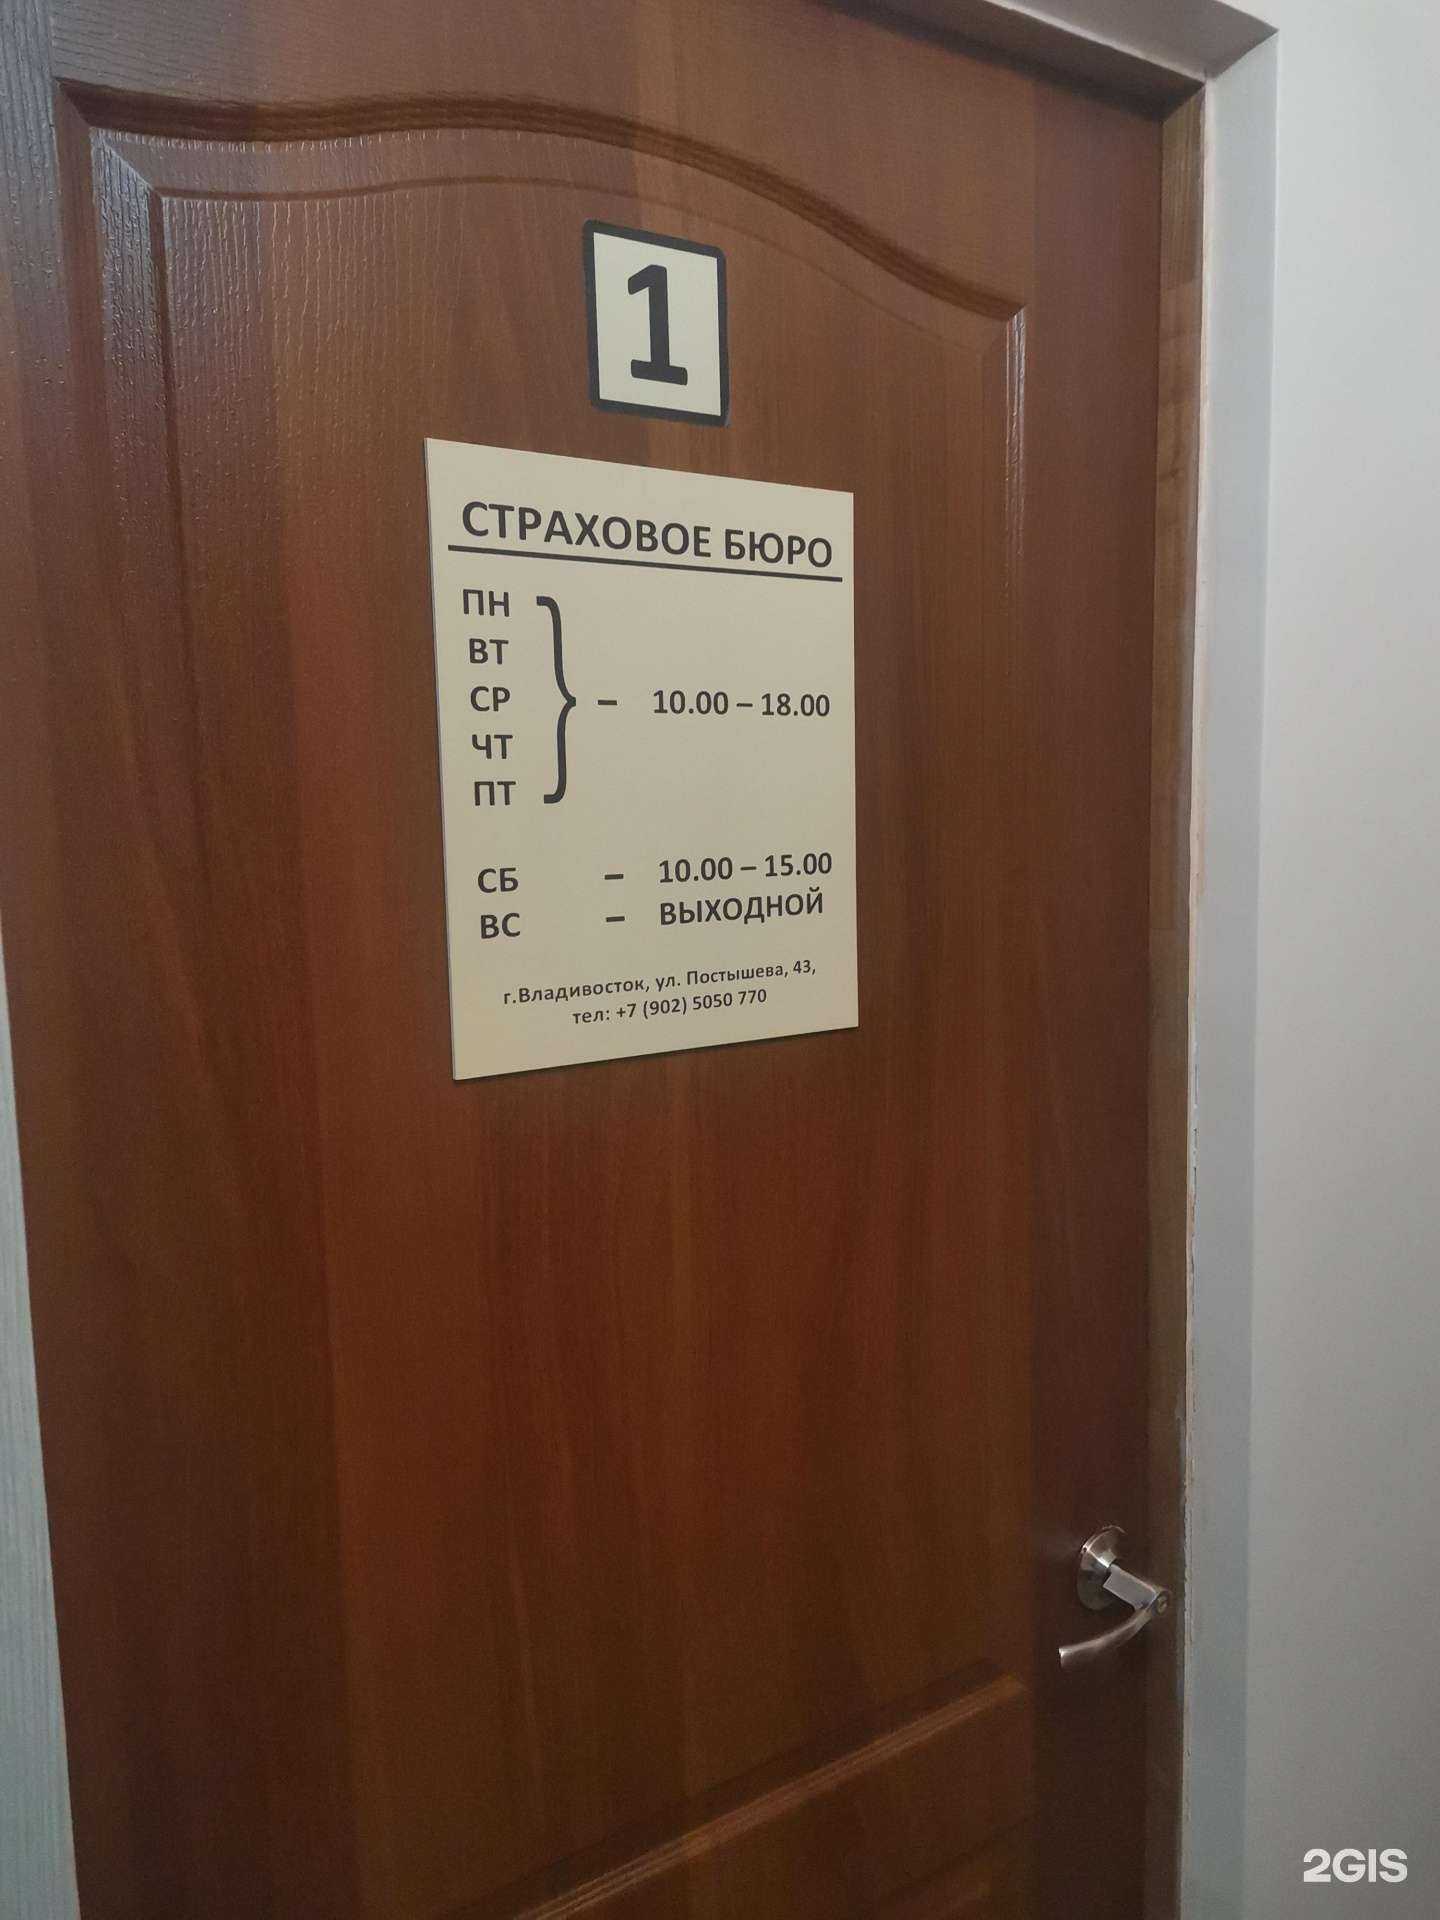 1
СТРАХОВОЕ БЮРО
ПН
ВТ
СР
ЧТ
ПТ
– 10.00 – 18.00
СБ – 10.00 – 15.00
ВС – ВЫХОДНОЙ
г.Владивосток, ул. Постышева, 43,
тел: +7 (902) 5050 770
2GIS